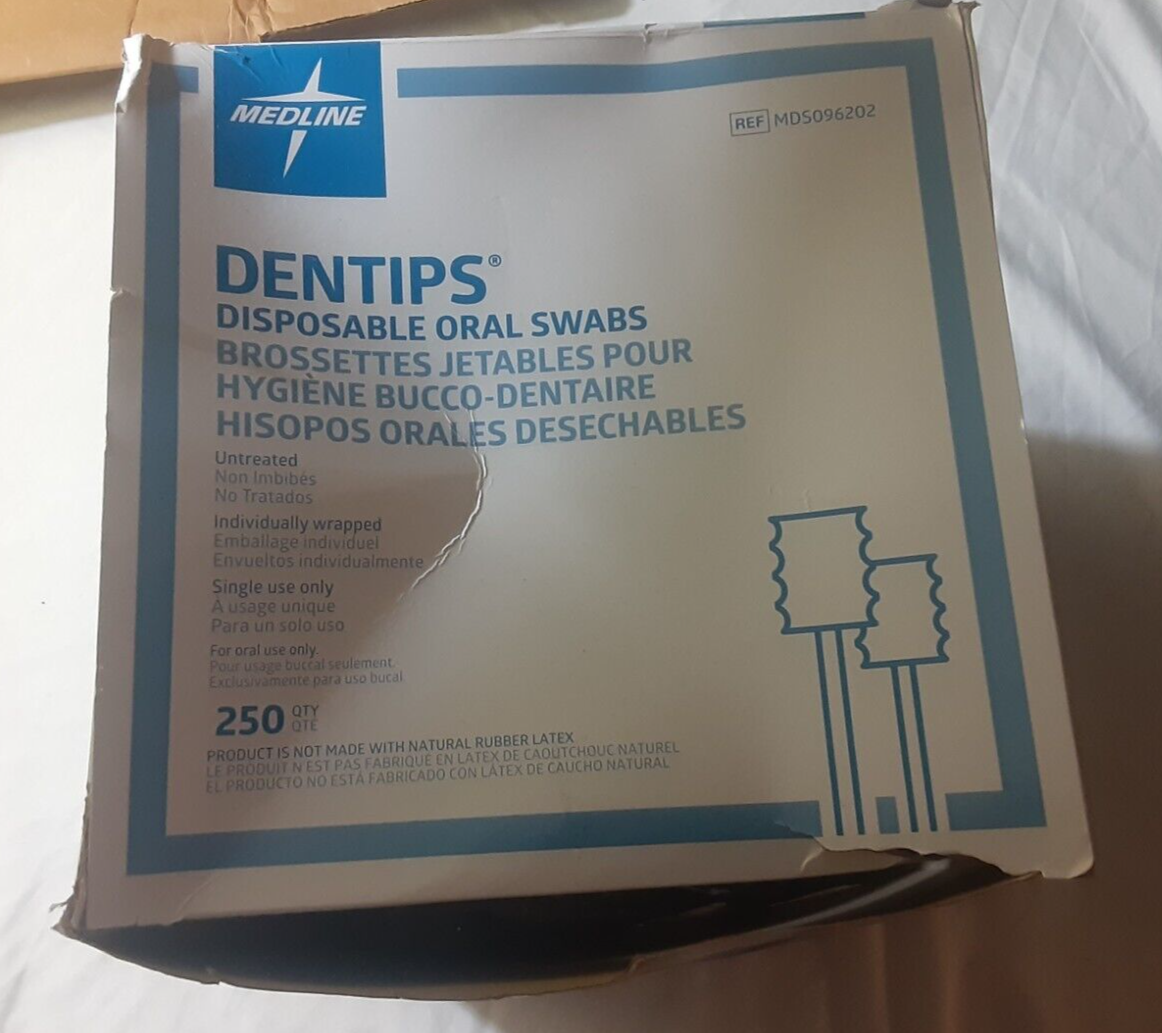 MEDLINE
REF MDS096202
DENTIPS®
DISPOSABLE ORAL SWABS
BROSSETTES JETABLES POUR
HYGIÈNE BUCCO-DENTAIRE
HISOPOS ORALES DESECHABLES
Untreated
Non Imbibés
No Tratados
Individually wrapped
Emballage individuel
Envueltos individualmente
Single use only
À usage unique
Para un solo uso
For oral use only.
Pour usage buccal seulement.
Exclusivamente para uso bucal
250 QTY
QTÉ
PRODUCT IS NOT MADE WITH NATURAL RUBBER LATEX
LE PRODUIT N'EST PAS FABRIQUÉ EN LATEX DE CAOUTCHOUC NATUREL
EL PRODUCTO NO ESTÁ FABRICADO CON LÁTEX DE CAUCHO NATURAL